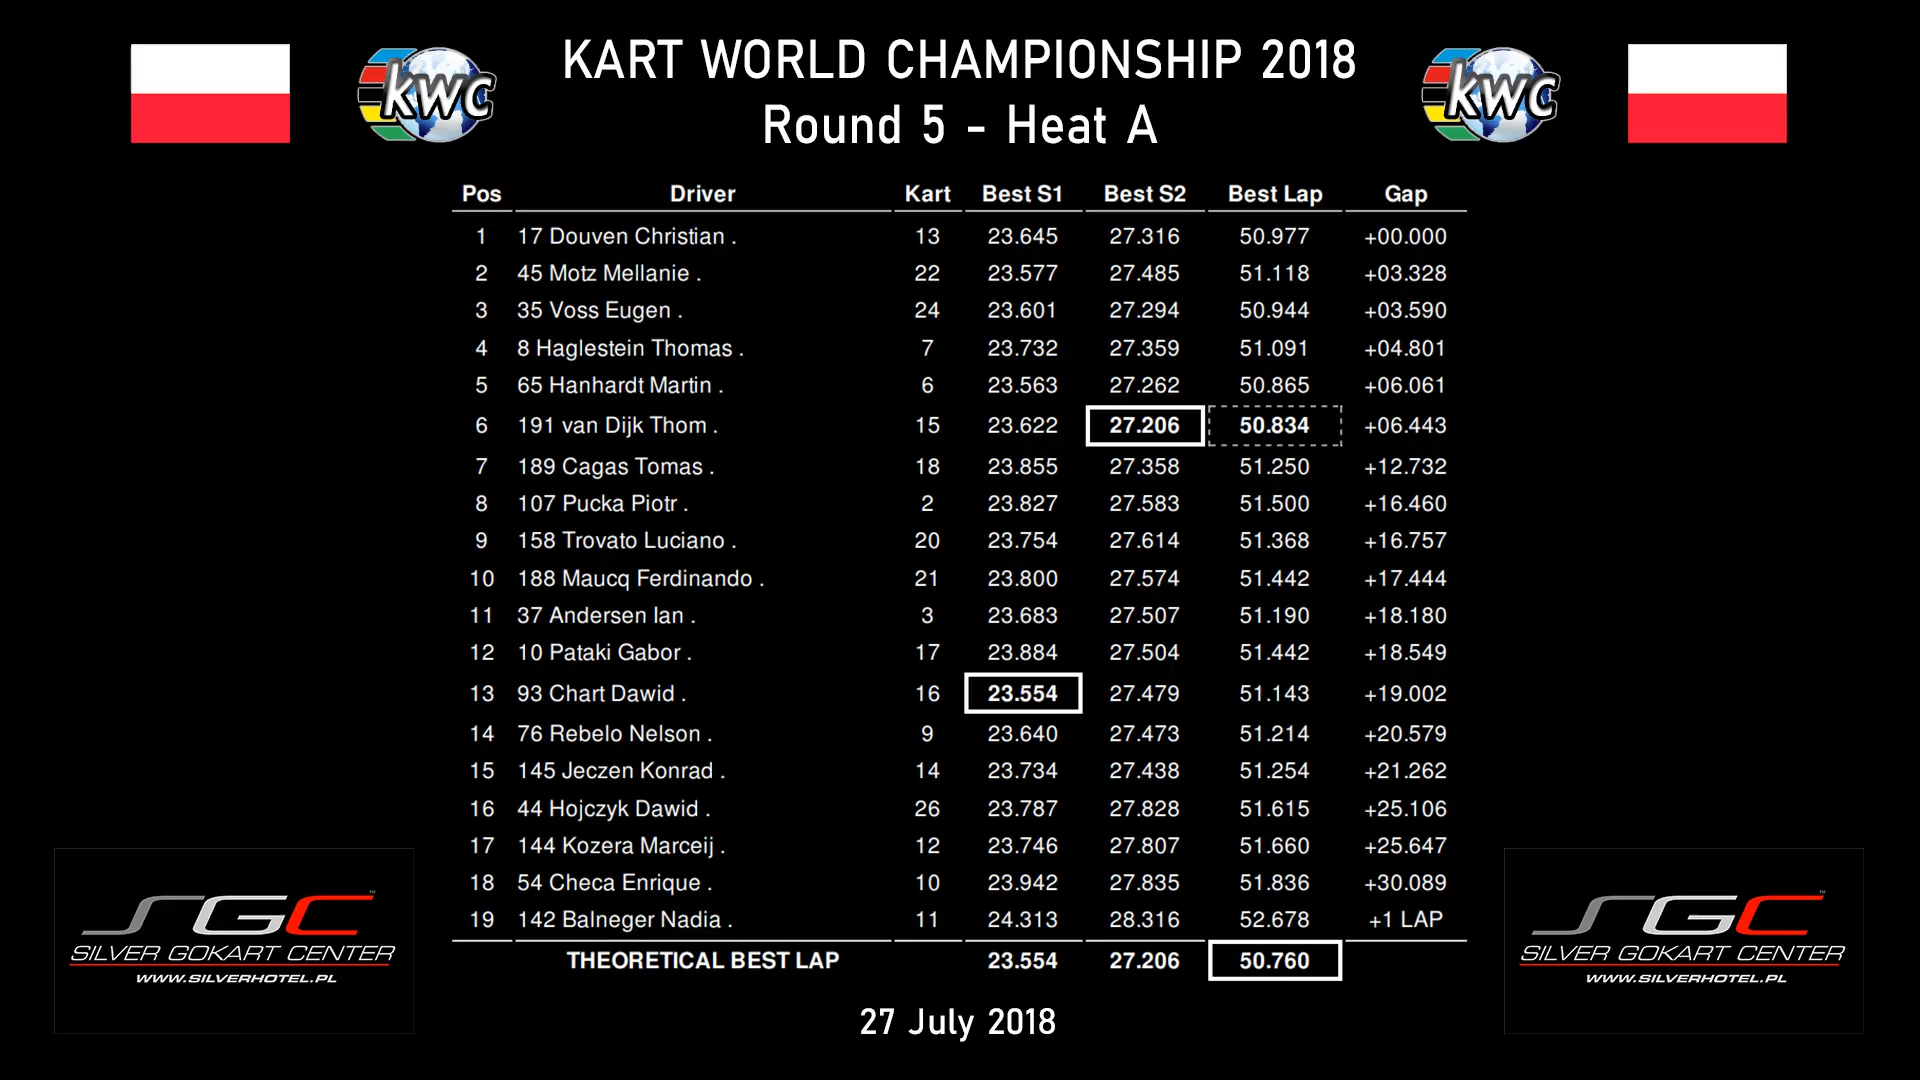 KART WORLD CHAMPIONSHIP 2018
Round 5 - Heat A
kwc
kwc
Pos Driver Kart Best S1 Best S2 Best Lap Gap
1 17 Douven Christian . 13 23.645 27.316 50.977 +00.000
2 45 Motz Mellanie . 22 23.577 27.485 51.118 +03.328
3 35 Voss Eugen . 24 23.601 27.294 50.944 +03.590
4 8 Haglestein Thomas . 7 23.732 27.359 51.091 +04.801
5 65 Hanhardt Martin . 6 23.563 27.262 50.865 +06.061
6 191 van Dijk Thom . 15 23.622 27.206 50.834 +06.443
7 189 Cagas Tomas . 18 23.855 27.358 51.250 +12.732
8 107 Pucka Piotr . 2 23.827 27.583 51.500 +16.460
9 158 Trovato Luciano . 20 23.754 27.614 51.368 +16.757
10 188 Maucq Ferdinando . 21 23.800 27.574 51.442 +17.444
11 37 Andersen Ian . 3 23.683 27.507 51.190 +18.180
12 10 Pataki Gabor . 17 23.884 27.504 51.442 +18.549
13 93 Chart Dawid . 16 23.554 27.479 51.143 +19.002
14 76 Rebelo Nelson . 9 23.640 27.473 51.214 +20.579
15 145 Jeczen Konrad . 14 23.734 27.438 51.254 +21.262
16 44 Hojczyk Dawid . 26 23.787 27.828 51.615 +25.106
17 144 Kozera Marceij . 12 23.746 27.807 51.660 +25.647
18 54 Checa Enrique . 10 23.942 27.835 51.836 +30.089
19 142 Balneger Nadia . 11 24.313 28.316 52.678 +1 LAP
THEORETICAL BEST LAP 23.554 27.206 50.760
SGC™
SILVER GOKART CENTER
WWW.SILVERHOTEL.PL
SGC™
SILVER GOKART CENTER
WWW.SILVERHOTEL.PL
27 July 2018